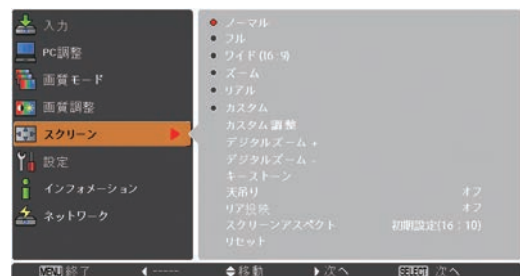 入力
PC調整
画質モード
画質調整
スクリーン
設定
インフォメーション
ネットワーク
ノーマル
フル
ワイド(16:9)
ズーム
リアル
カスタム
カスタム調整
デジタルズーム +
デジタルズーム -
キーストーン
天吊り オフ
リア投映 オフ
スクリーンアスペクト 初期設定(16:10)
リセット
MENU 終了 ----- 移動 次へ SELECT 次へ